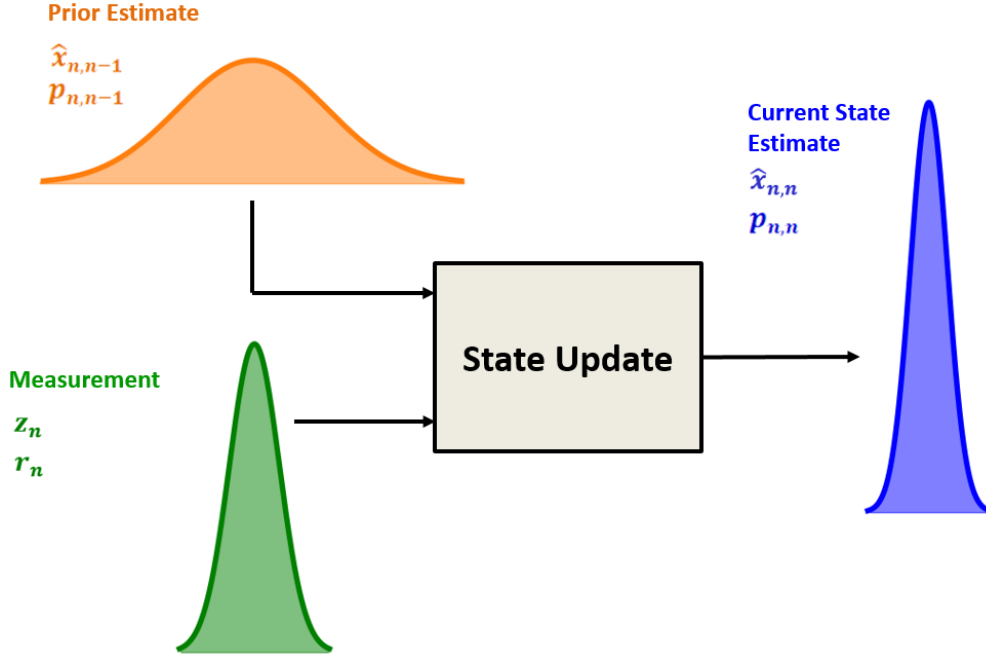 Prior Estimate
x̂ₙ,ₙ₋₁
pₙ,ₙ₋₁
Current State
Estimate
x̂ₙ,ₙ
pₙ,ₙ
State Update
Measurement
zₙ
rₙ